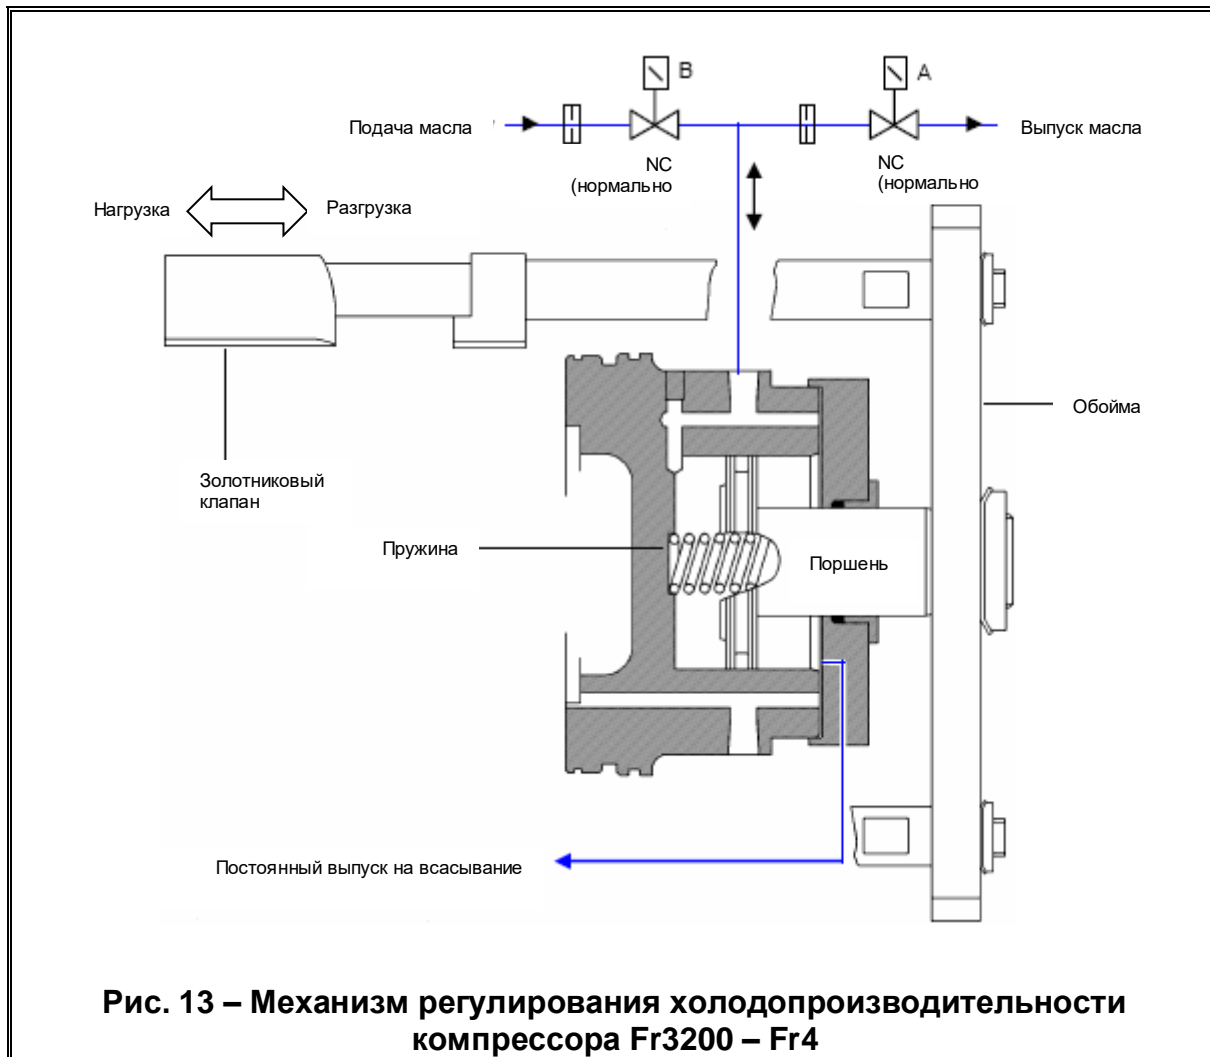 B
A
Подача масла
Выпуск масла
NC
(нормально
NC
(нормально
Нагрузка
Разгрузка
Обойма
Золотниковый
клапан
Пружина
Поршень
Постоянный выпуск на всасывание
Рис. 13 – Механизм регулирования холодопроизводительности
компрессора Fr3200 – Fr4